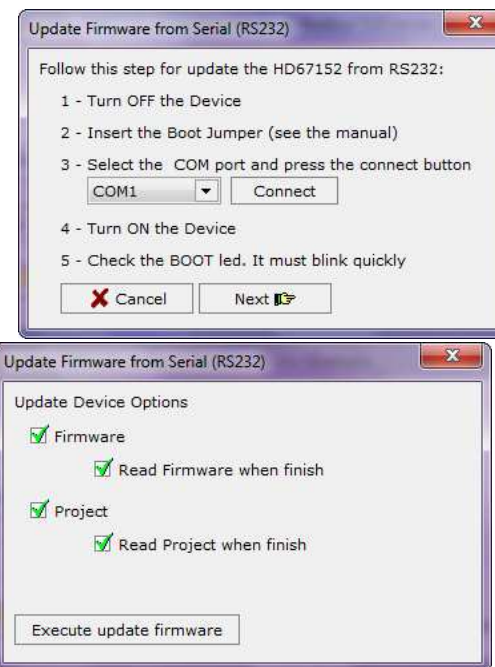 Update Firmware from Serial (RS232)
Follow this step for update the HD67152 from RS232:
1 - Turn OFF the Device
2 - Insert the Boot Jumper (see the manual)
3 - Select the COM port and press the connect button
COM1 Connect
4 - Turn ON the Device
5 - Check the BOOT led. It must blink quickly
Cancel Next
Update Firmware from Serial (RS232)
Update Device Options
Firmware
Read Firmware when finish
Project
Read Project when finish
Execute update firmware